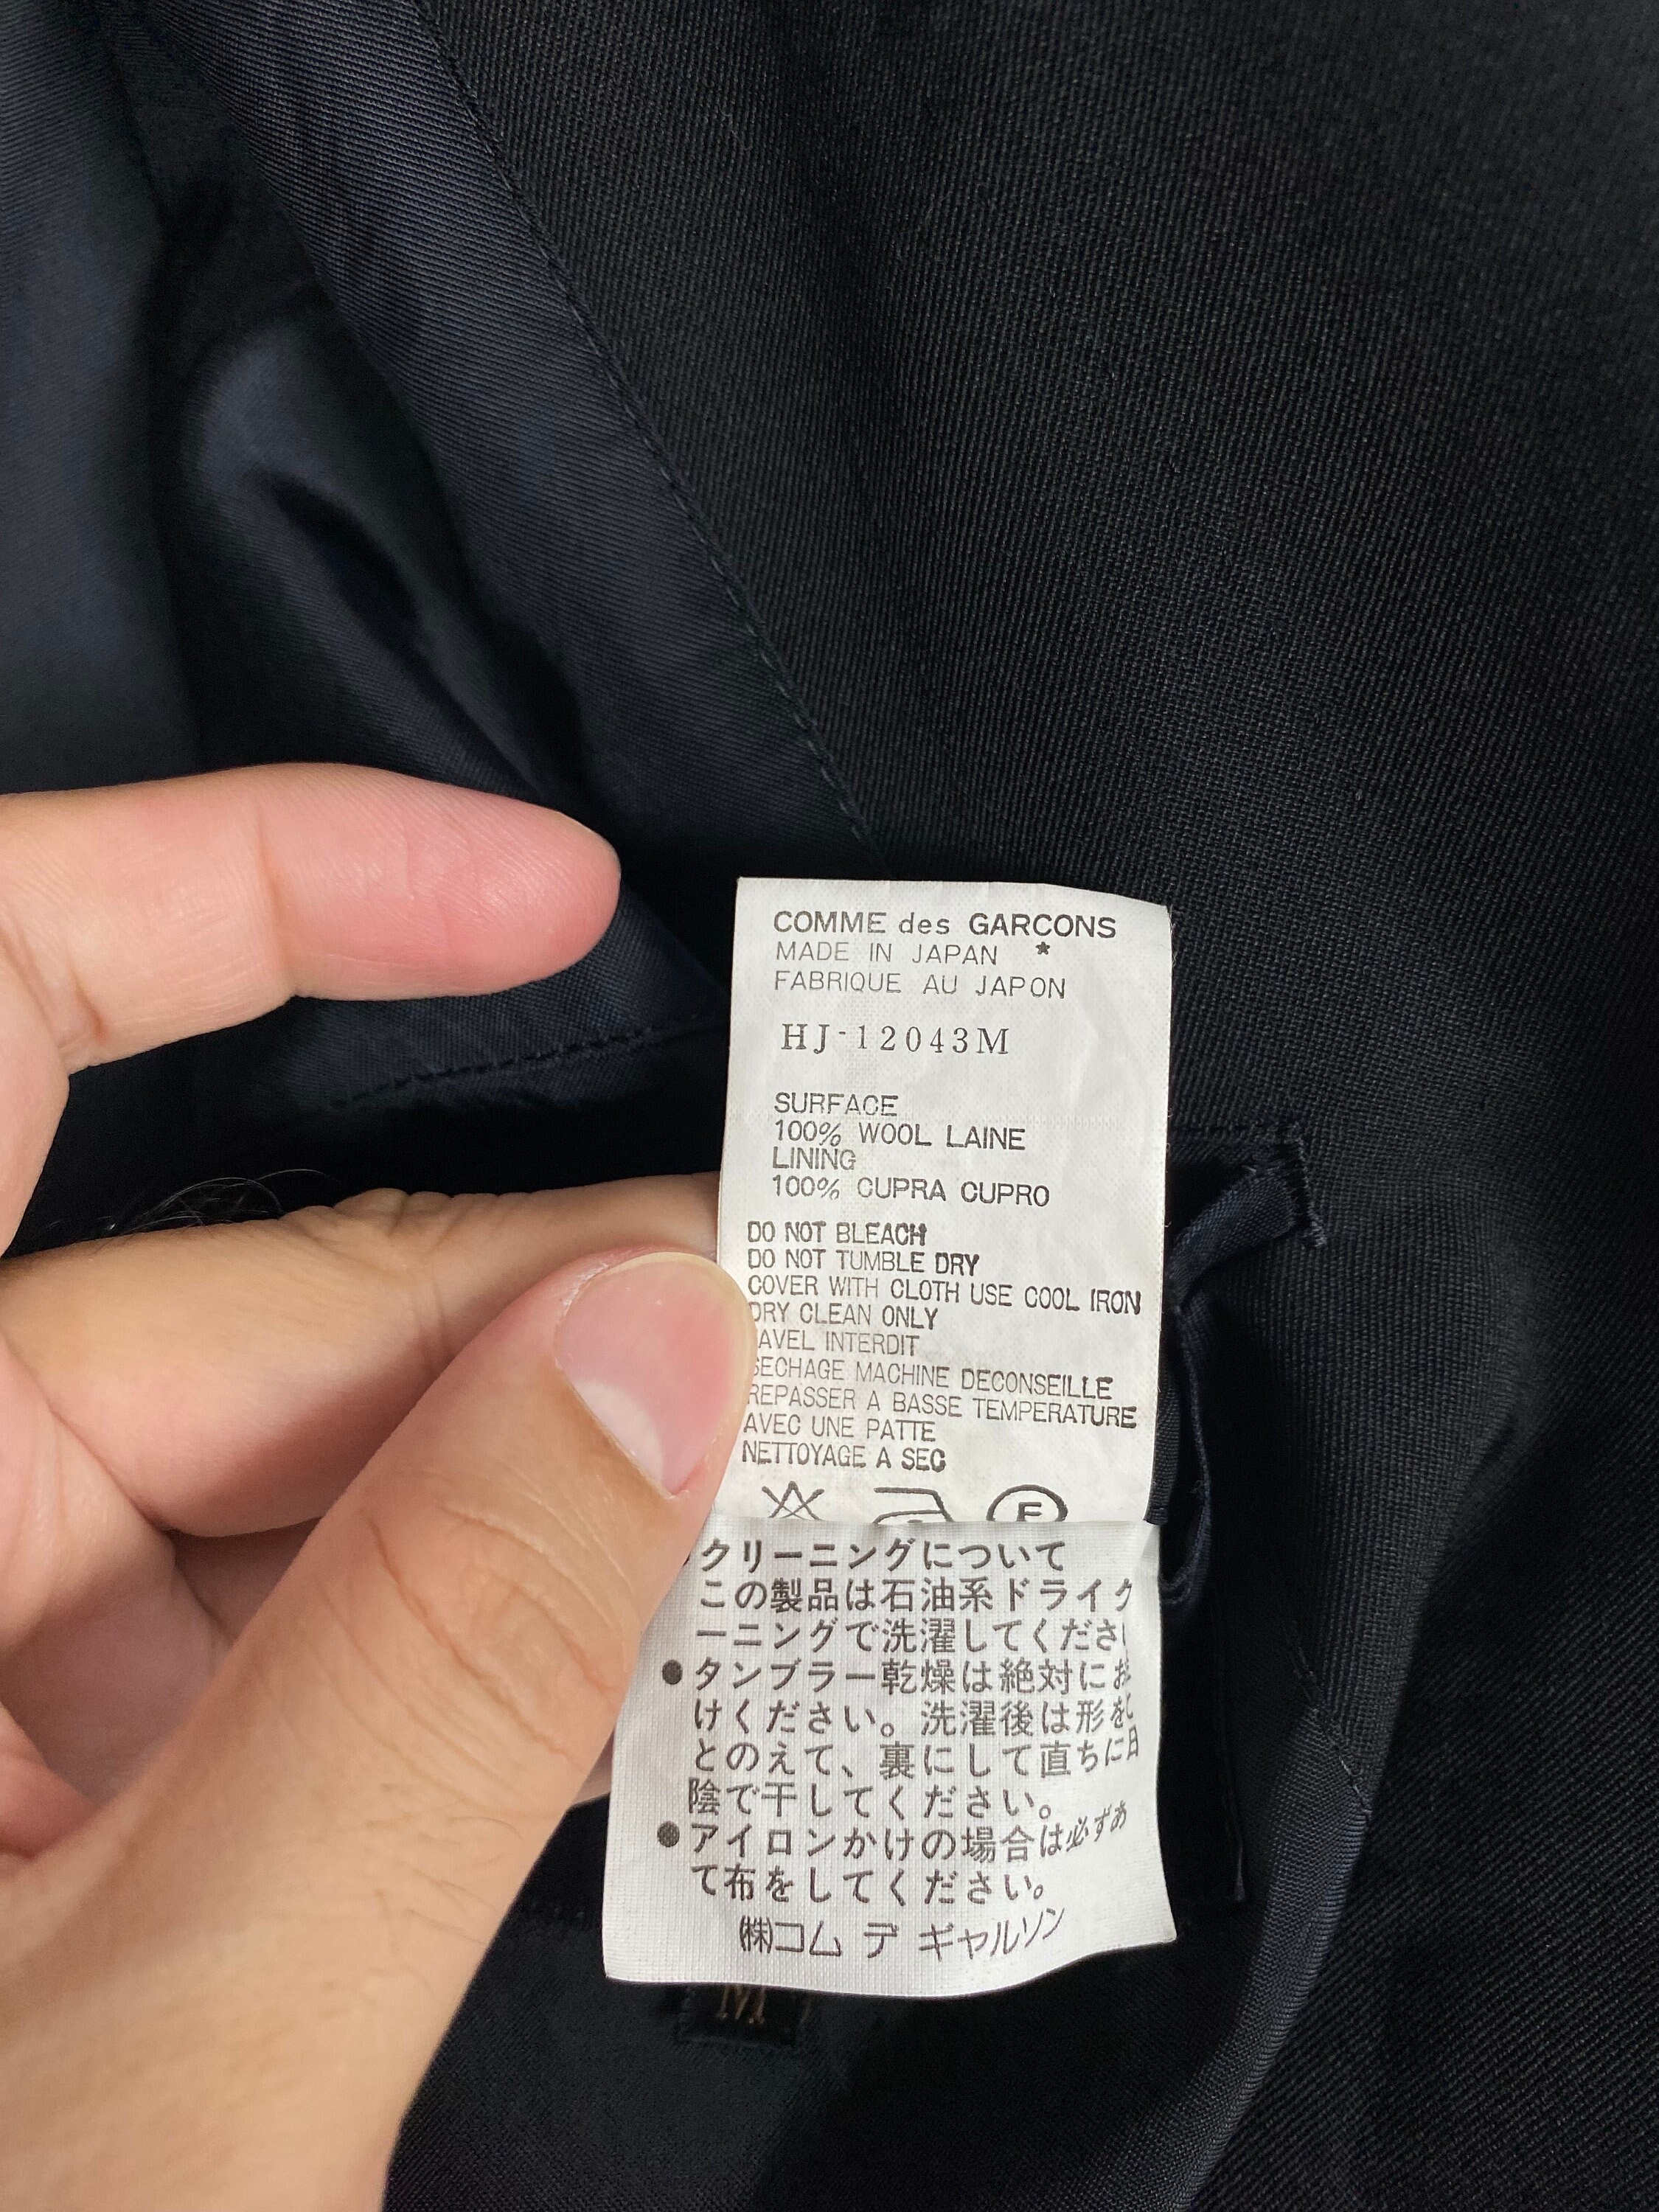 COMME des GARCONS
MADE IN JAPAN *
FABRIQUE AU JAPON
HJ-12043M
SURFACE
100% WOOL LAINE
LINING
100% CUPRA CUPRO
DO NOT BLEACH
DO NOT TUMBLE DRY
COVER WITH CLOTH USE COOL IRON
DRY CLEAN ONLY
AVEL INTERDIT
SECHAGE MACHINE DECONSEILLE
REPASSER A BASSE TEMPERATURE
AVEC UNE PATTE
NETTOYAGE A SEC
F
クリーニングについて
この製品は石油系ドライク
ーニングで洗濯してくださ
●タンブラー乾燥は絶対にお
けください。洗濯後は形を
とのえて、裏にして直ちに日
陰で干してください。
●アイロンかけの場合は必ずあ
て布をしてください。
㈱コム デ ギャルソン
M